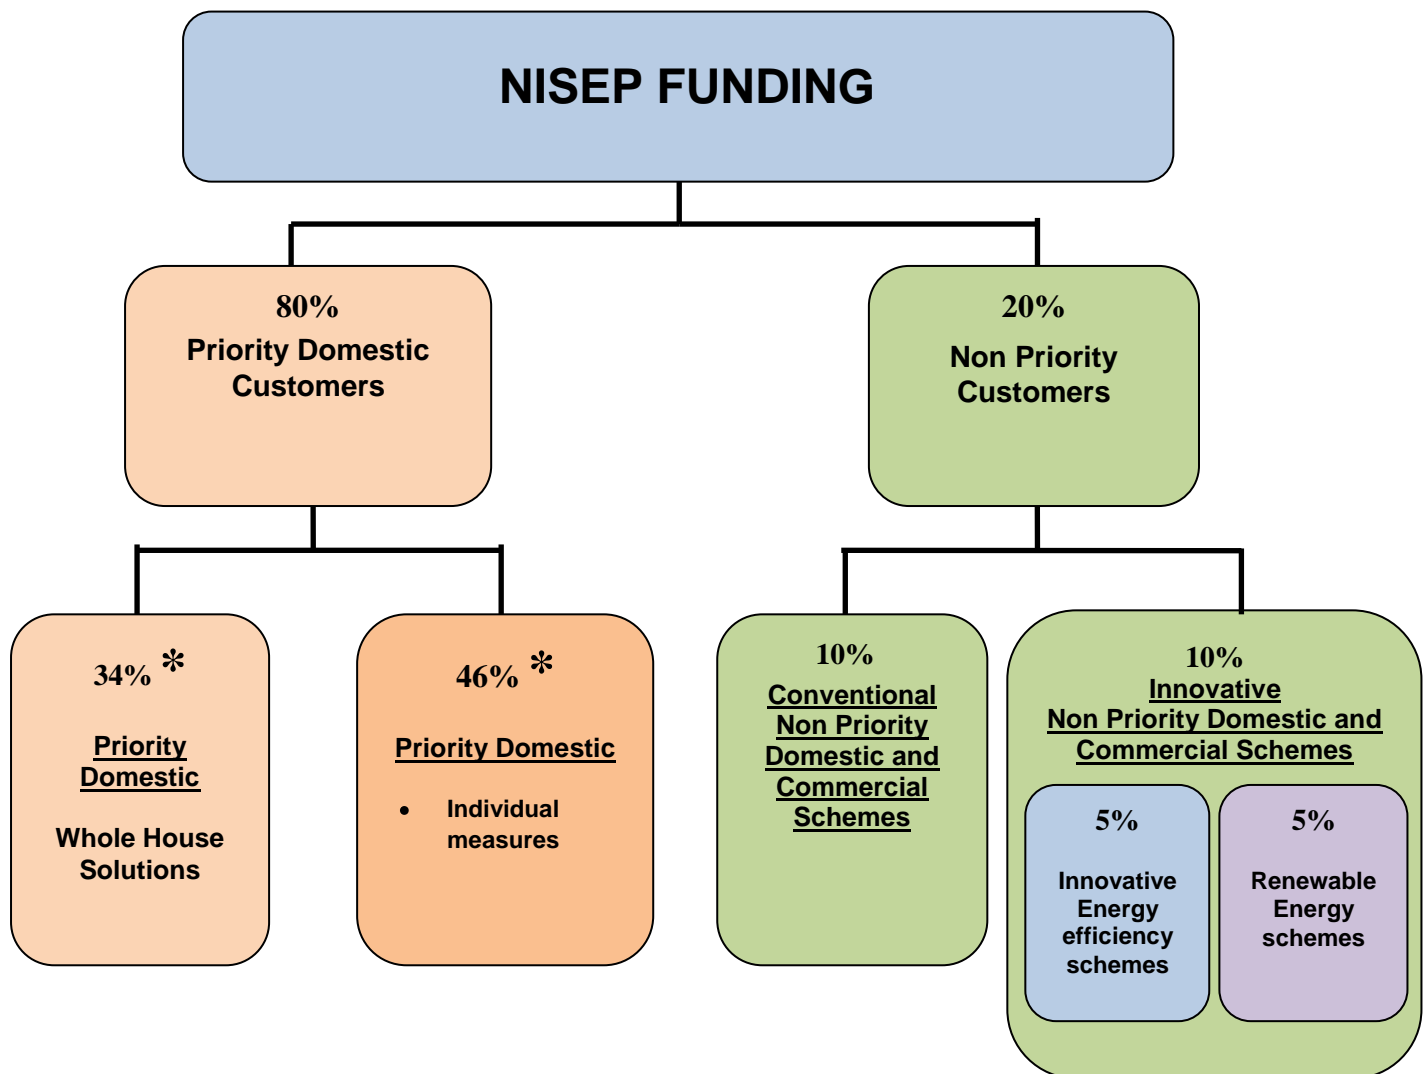 NISEP FUNDING
80%
Priority Domestic
Customers
20%
Non Priority
Customers
34% *
Priority
Domestic
Whole House
Solutions
46% *
Priority Domestic
• Individual
measures
10%
Conventional
Non Priority
Domestic and
Commercial
Schemes
10%
Innovative
Non Priority Domestic and
Commercial Schemes
5%
Innovative
Energy
efficiency
schemes
5%
Renewable
Energy
schemes